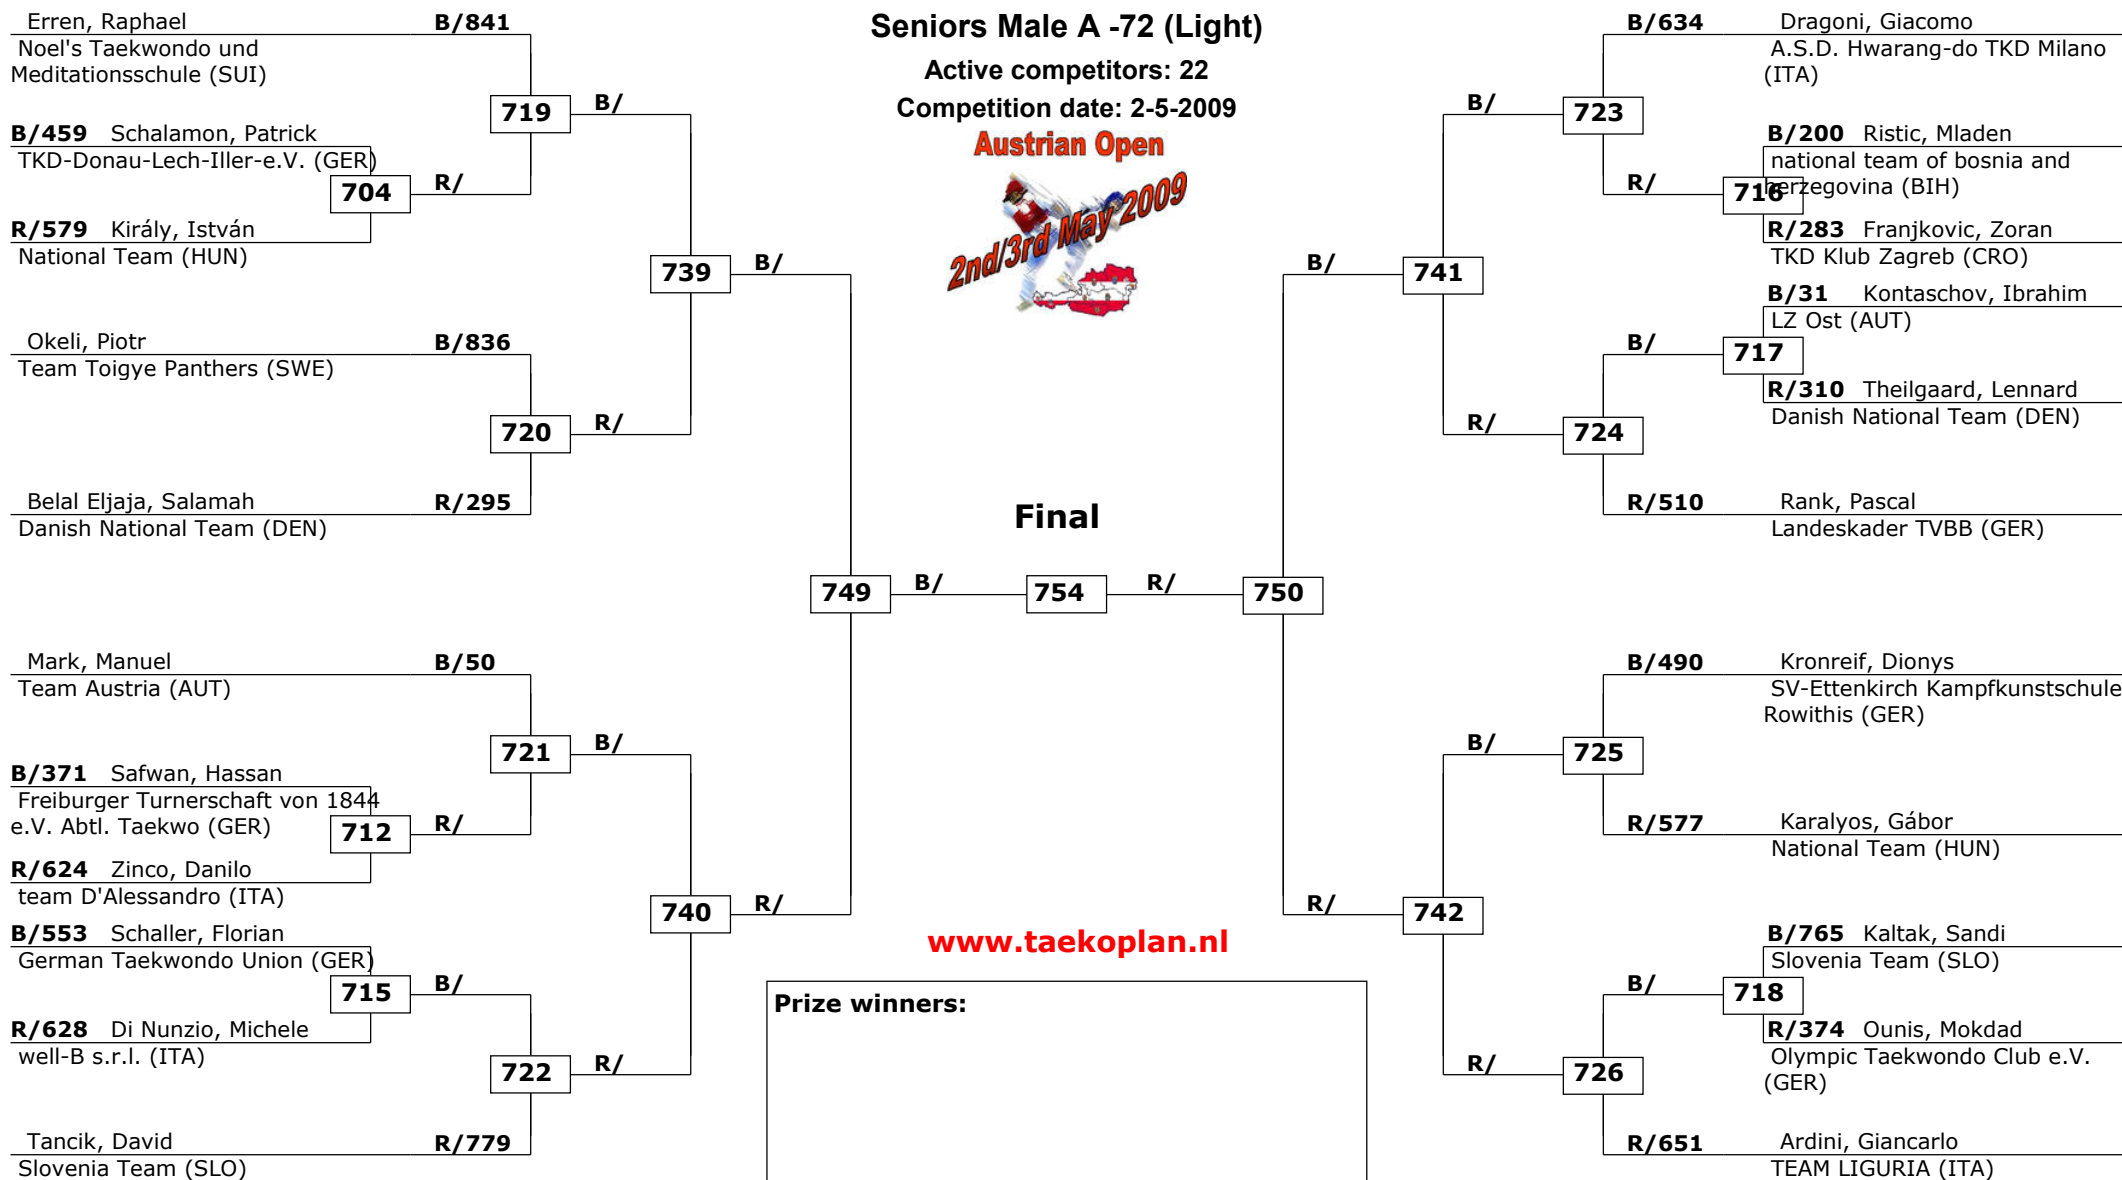 Seniors Male A -72 (Light)
Active competitors: 22
Competition date: 2-5-2009
Austrian Open
2nd/3rd May 2009
Erren, Raphael B/841
Noel's Taekwondo und
Meditationsschule (SUI)
719 B/
B/459 Schalamon, Patrick
TKD-Donau-Lech-Iller-e.V. (GER)
704 R/
R/579 Király, István
National Team (HUN)
739 B/
Okeli, Piotr B/836
Team Toigye Panthers (SWE)
720 R/
Belal Eljaja, Salamah R/295
Danish National Team (DEN)
Final
749 B/ 754 R/ 750
Mark, Manuel B/50
Team Austria (AUT)
721 B/
B/371 Safwan, Hassan
Freiburger Turnerschaft von 1844
e.V. Abtl. Taekwo (GER)
712 R/
R/624 Zinco, Danilo
team D'Alessandro (ITA)
740 R/
B/553 Schaller, Florian
German Taekwondo Union (GER)
715 B/
R/628 Di Nunzio, Michele
well-B s.r.l. (ITA)
722 R/
Tancik, David R/779
Slovenia Team (SLO)
B/634 Dragoni, Giacomo
A.S.D. Hwarang-do TKD Milano
(ITA)
B/ 723
B/200 Ristic, Mladen
national team of bosnia and
herzegovina (BIH)
R/ 716
R/283 Franjkovic, Zoran
TKD Klub Zagreb (CRO)
B/ 741
B/31 Kontaschov, Ibrahim
LZ Ost (AUT)
B/ 717
R/310 Theilgaard, Lennard
Danish National Team (DEN)
R/ 724
R/510 Rank, Pascal
Landeskader TVBB (GER)
B/490 Kronreif, Dionys
SV-Ettenkirch Kampfkunstschule
Rowithis (GER)
B/ 725
R/577 Karalyos, Gábor
National Team (HUN)
R/ 742
B/765 Kaltak, Sandi
Slovenia Team (SLO)
B/ 718
R/374 Ounis, Mokdad
Olympic Taekwondo Club e.V.
(GER)
R/ 726
R/651 Ardini, Giancarlo
TEAM LIGURIA (ITA)
www.taekoplan.nl
Prize winners: